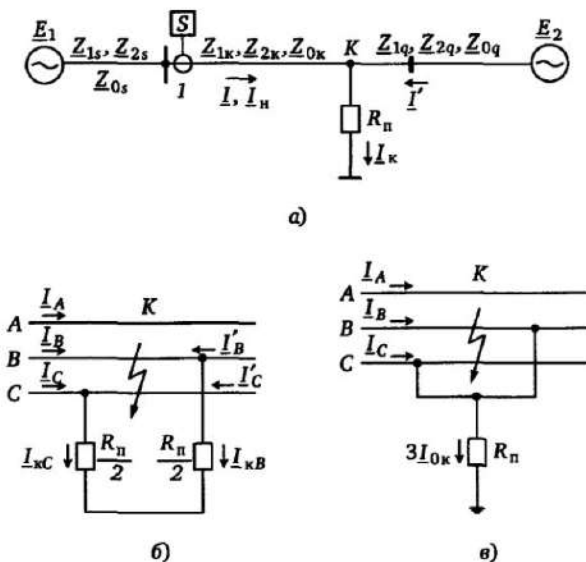 S
E₁ Z₁ₛ, Z₂ₛ Z₁к, Z₂к, Z₀к K Z₁q, Z₂q, Z₀q E₂
Z₀ₛ 1 I, Iн I'
Rп
Iк
а)
IA K
A IB I'B
B IC I'C
C
IкC Rп/2 Rп/2 IкB
б)
IA K
A IB
B IC
C
3I₀к Rп
в)